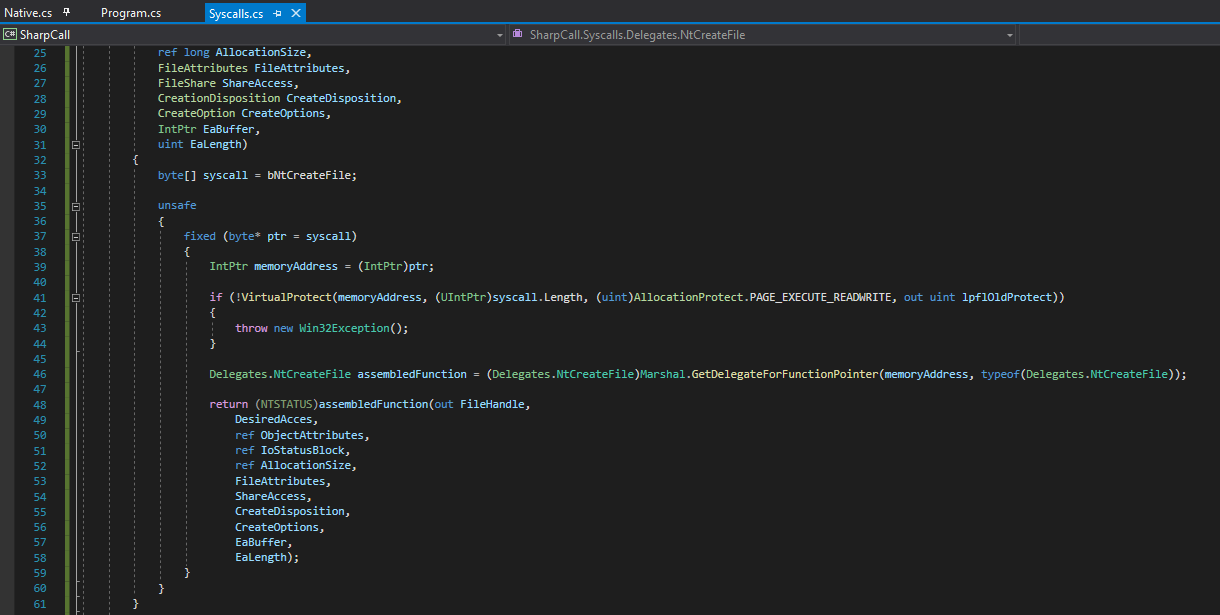 Native.cs Program.cs Syscalls.cs
C# SharpCall SharpCall.Syscalls.Delegates.NtCreateFile
25 ref long AllocationSize,
26 FileAttributes FileAttributes,
27 FileShare ShareAccess,
28 CreationDisposition CreateDisposition,
29 CreateOption CreateOptions,
30 IntPtr EaBuffer,
31 uint EaLength)
32 {
33 byte[] syscall = bNtCreateFile;
34
35 unsafe
36 {
37 fixed (byte* ptr = syscall)
38 {
39 IntPtr memoryAddress = (IntPtr)ptr;
40
41 if (!VirtualProtect(memoryAddress, (UIntPtr)syscall.Length, (uint)AllocationProtect.PAGE_EXECUTE_READWRITE, out uint lpflOldProtect))
42 {
43 throw new Win32Exception();
44 }
45
46 Delegates.NtCreateFile assembledFunction = (Delegates.NtCreateFile)Marshal.GetDelegateForFunctionPointer(memoryAddress, typeof(Delegates.NtCreateFile));
47
48 return (NTSTATUS)assembledFunction(out FileHandle,
49 DesiredAcces,
50 ref ObjectAttributes,
51 ref IoStatusBlock,
52 ref AllocationSize,
53 FileAttributes,
54 ShareAccess,
55 CreateDisposition,
56 CreateOptions,
57 EaBuffer,
58 EaLength);
59 }
60 }
61 }